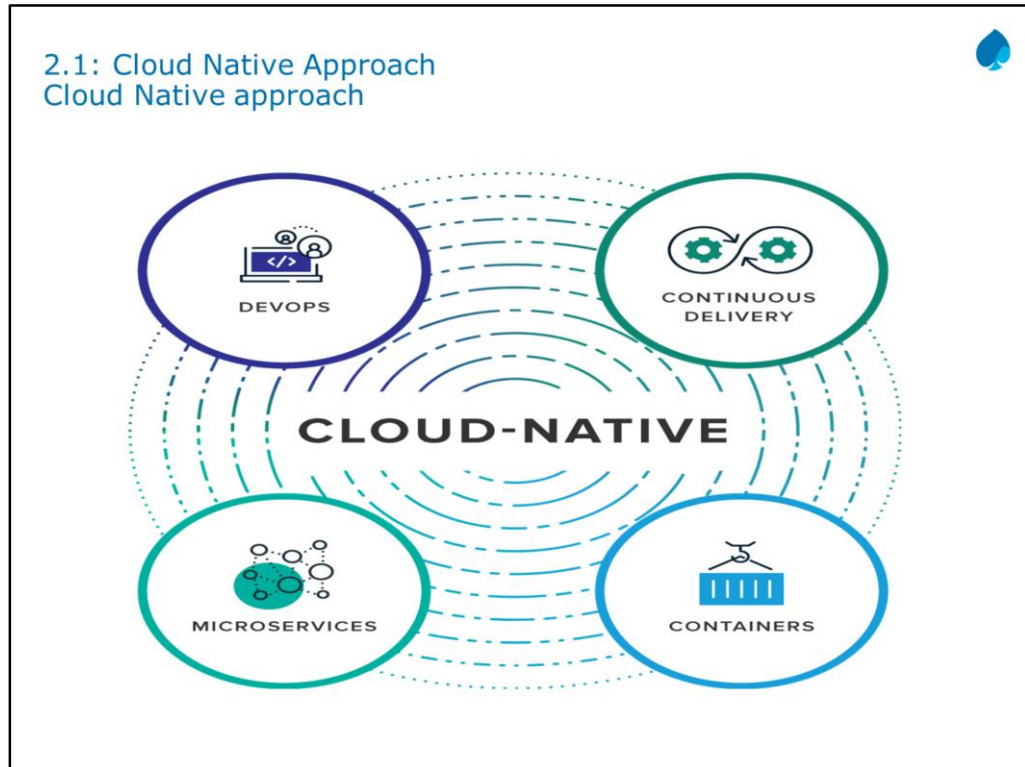 2.1: Cloud Native Approach
Cloud Native approach
</>
DEVOPS
CONTINUOUS
DELIVERY
CLOUD-NATIVE
MICROSERVICES
CONTAINERS